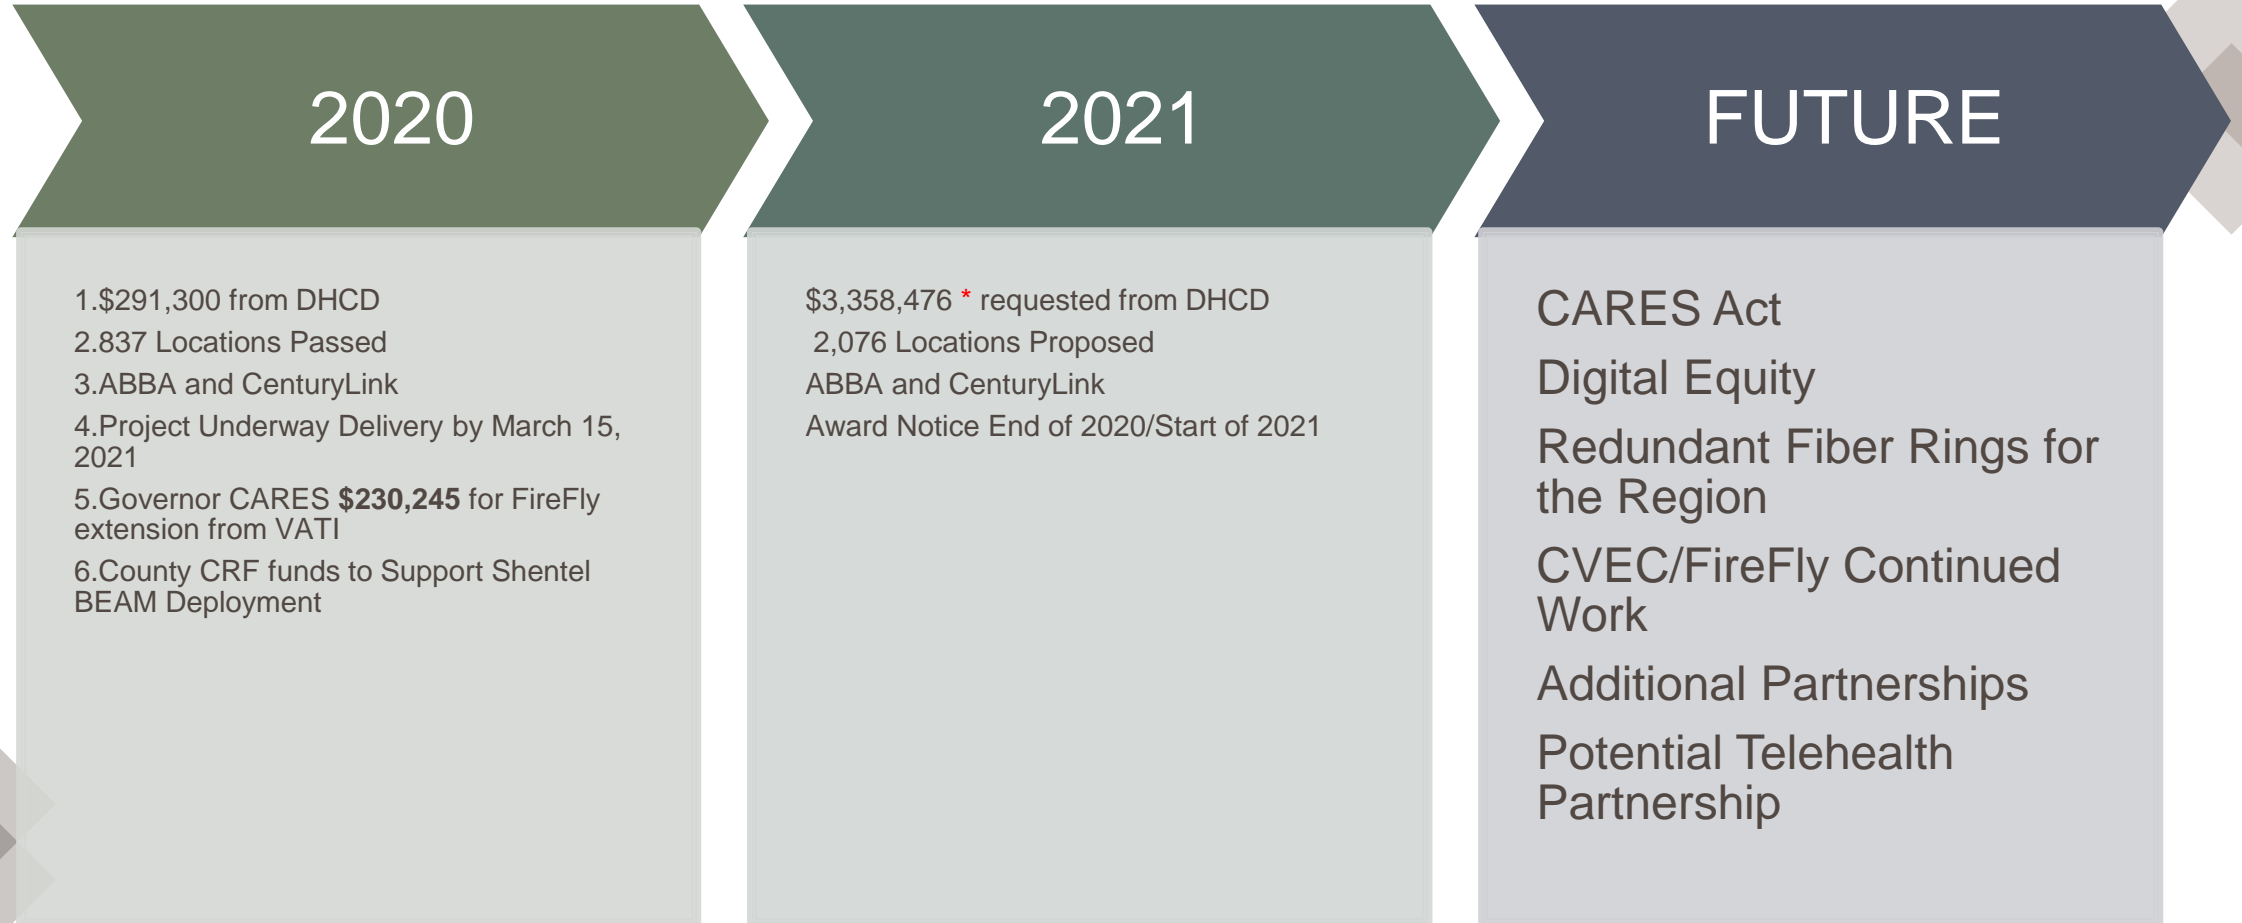 2020
1.$291,300 from DHCD
2.837 Locations Passed
3.ABBA and CenturyLink
4.Project Underway Delivery by March 15,
2021
5.Governor CARES $230,245 for FireFly
extension from VATI
6.County CRF funds to Support Shentel
BEAM Deployment
2021
$3,358,476 * requested from DHCD
2,076 Locations Proposed
ABBA and CenturyLink
Award Notice End of 2020/Start of 2021
FUTURE
CARES Act
Digital Equity
Redundant Fiber Rings for
the Region
CVEC/FireFly Continued
Work
Additional Partnerships
Potential Telehealth
Partnership